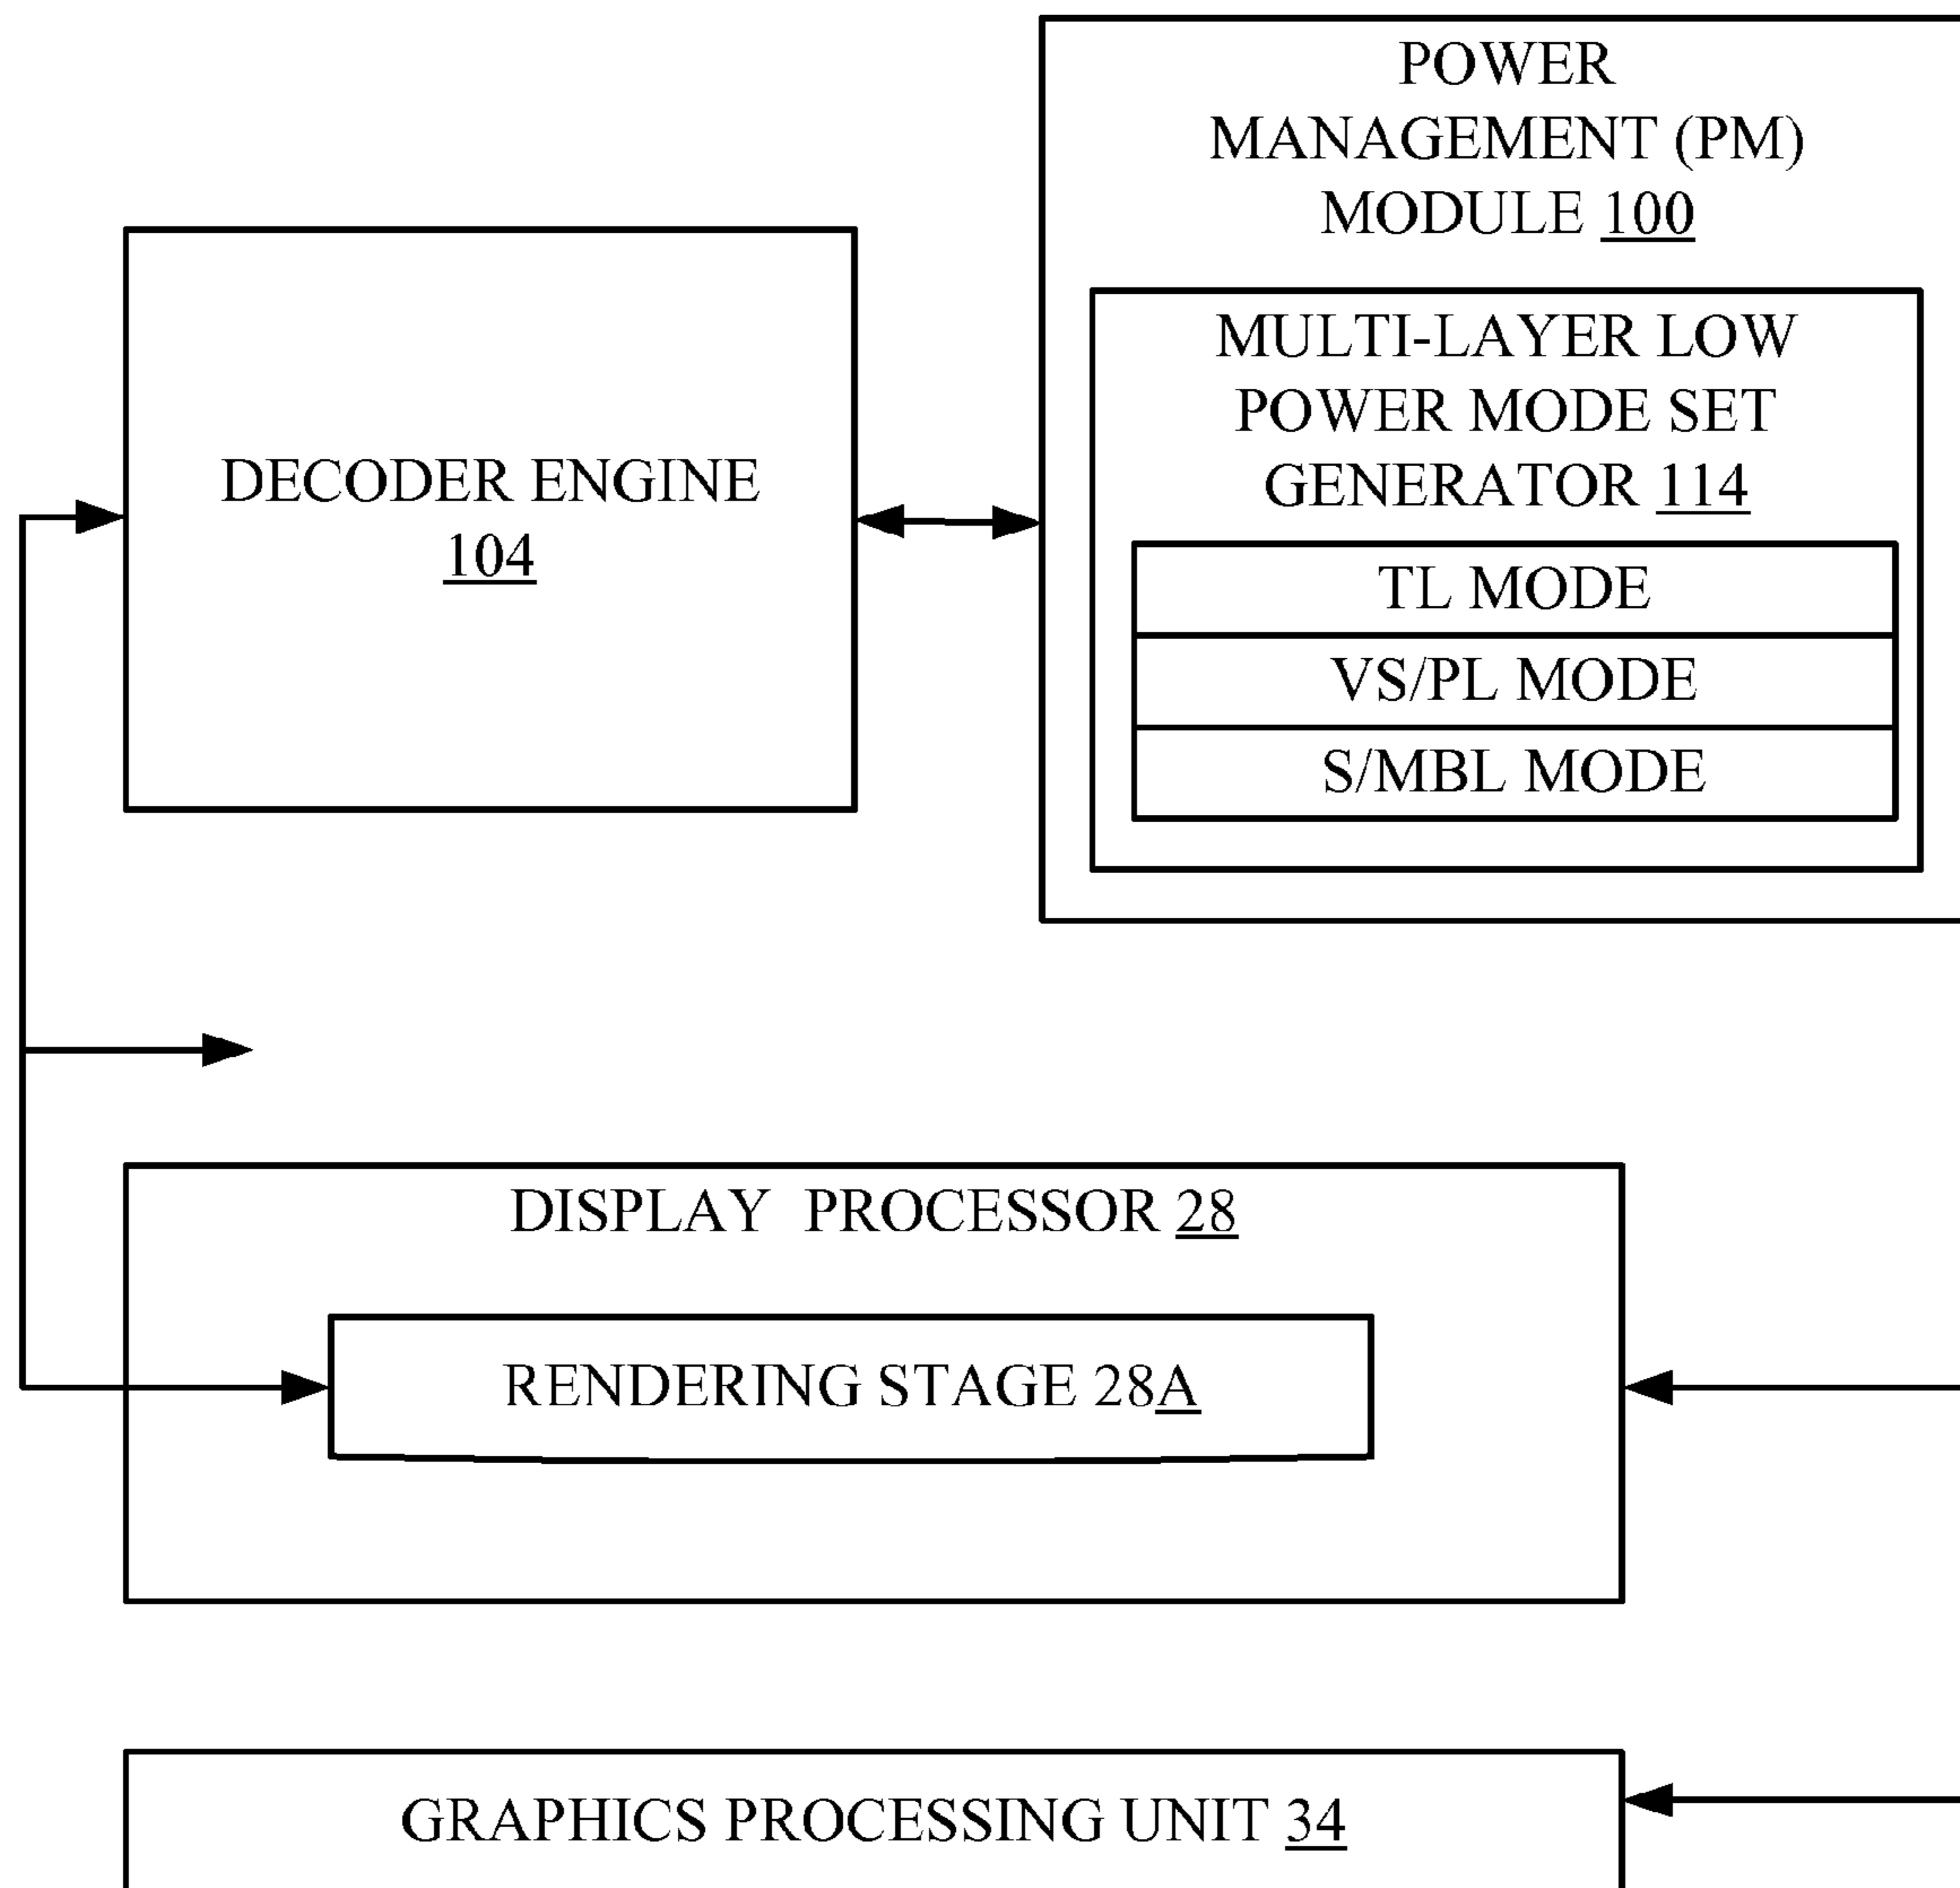 POWER
MANAGEMENT (PM)
MODULE 100
MULTI-LAYER LOW
POWER MODE SET
GENERATOR 114
TL MODE
VS/PL MODE
S/MBL MODE
DECODER ENGINE
104
DISPLAY PROCESSOR 28
RENDERING STAGE 28A
GRAPHICS PROCESSING UNIT 34